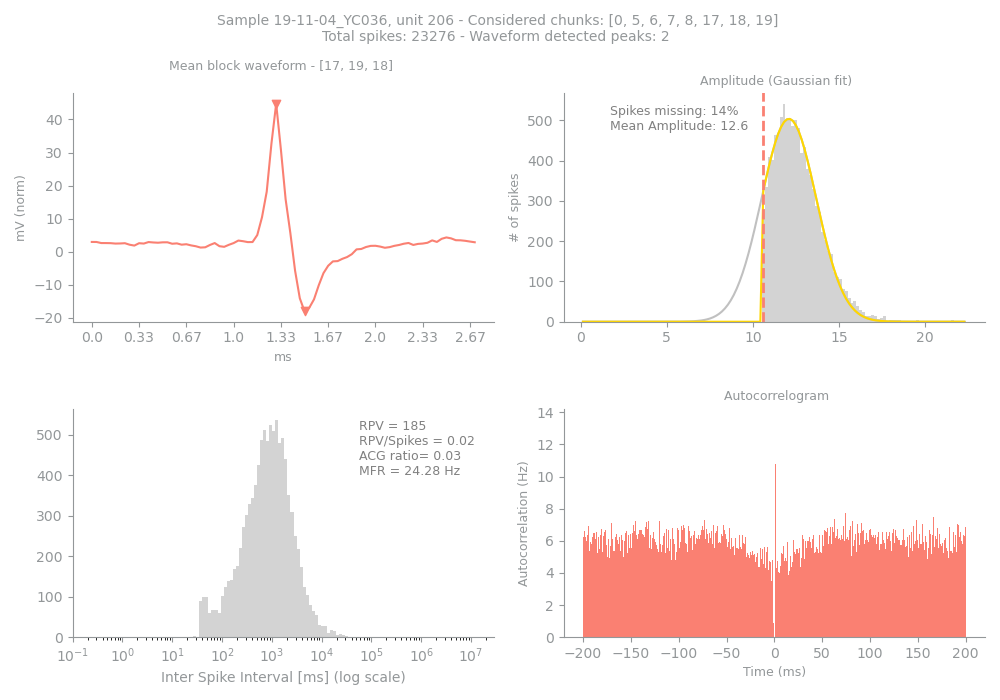 Sample 19-11-04_YC036, unit 206 - Considered chunks: [0, 5, 6, 7, 8, 17, 18, 19]
Total spikes: 23276 - Waveform detected peaks: 2
Mean block waveform - [17, 19, 18]
mV (norm)
40
30
20
10
0
−10
−20
0.0 0.33 0.67 1.0 1.33 1.67 2.0 2.33 2.67
ms
Amplitude (Gaussian fit)
Spikes missing: 14%
Mean Amplitude: 12.6
# of spikes
500
400
300
200
100
0
0 5 10 15 20
500
400
300
200
100
0
RPV = 185
RPV/Spikes = 0.02
ACG ratio= 0.03
MFR = 24.28 Hz
10⁻¹ 10⁰ 10¹ 10² 10³ 10⁴ 10⁵ 10⁶ 10⁷
Inter Spike Interval [ms] (log scale)
Autocorrelogram
Autocorrelation (Hz)
14
12
10
8
6
4
2
0
−200 −150 −100 −50 0 50 100 150 200
Time (ms)